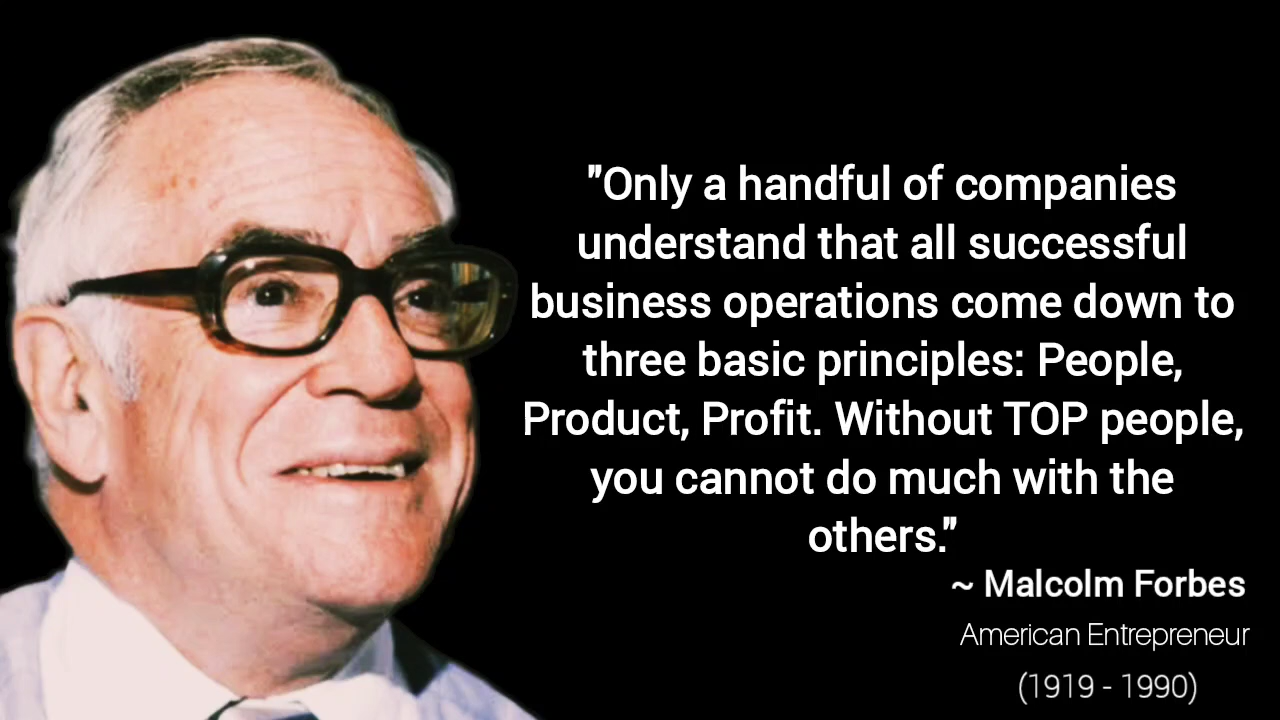 "Only a handful of companies
understand that all successful
business operations come down to
three basic principles: People,
Product, Profit. Without TOP people,
you cannot do much with the
others."
~ Malcolm Forbes
American Entrepreneur
(1919 - 1990)